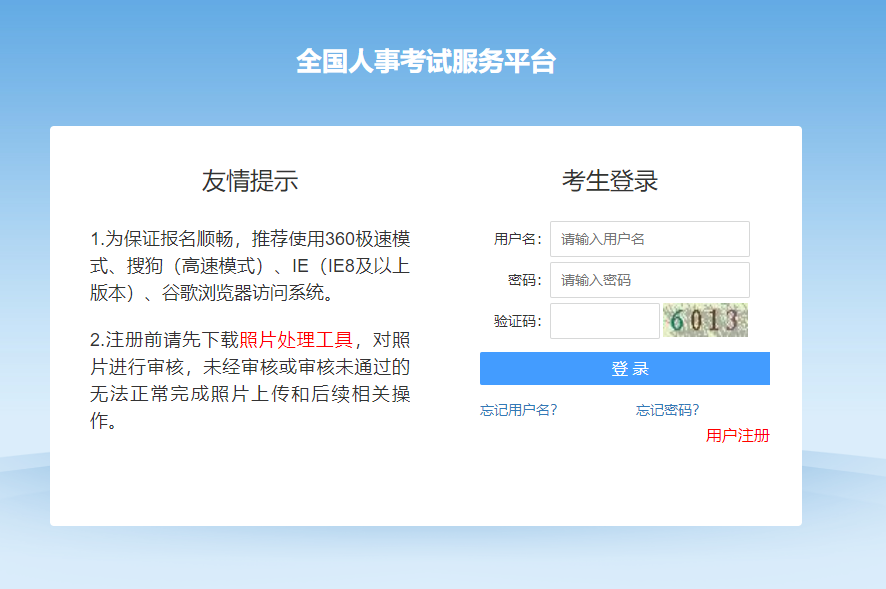 全国人事考试服务平台
友情提示
1.为保证报名顺畅，推荐使用360极速模
式、搜狗（高速模式）、IE（IE8及以上
版本）、谷歌浏览器访问系统。
2.注册前请先下载照片处理工具，对照
片进行审核，未经审核或审核未通过的
无法正常完成照片上传和后续相关操
作。
考生登录
用户名： 请输入用户名
密码： 请输入密码
验证码： 6013
登 录
忘记用户名? 忘记密码?
用户注册